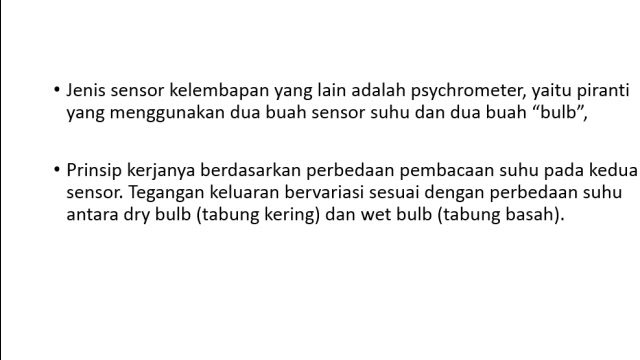 • Jenis sensor kelembapan yang lain adalah psychrometer, yaitu piranti
yang menggunakan dua buah sensor suhu dan dua buah “bulb”,
• Prinsip kerjanya berdasarkan perbedaan pembacaan suhu pada kedua
sensor. Tegangan keluaran bervariasi sesuai dengan perbedaan suhu
antara dry bulb (tabung kering) dan wet bulb (tabung basah).